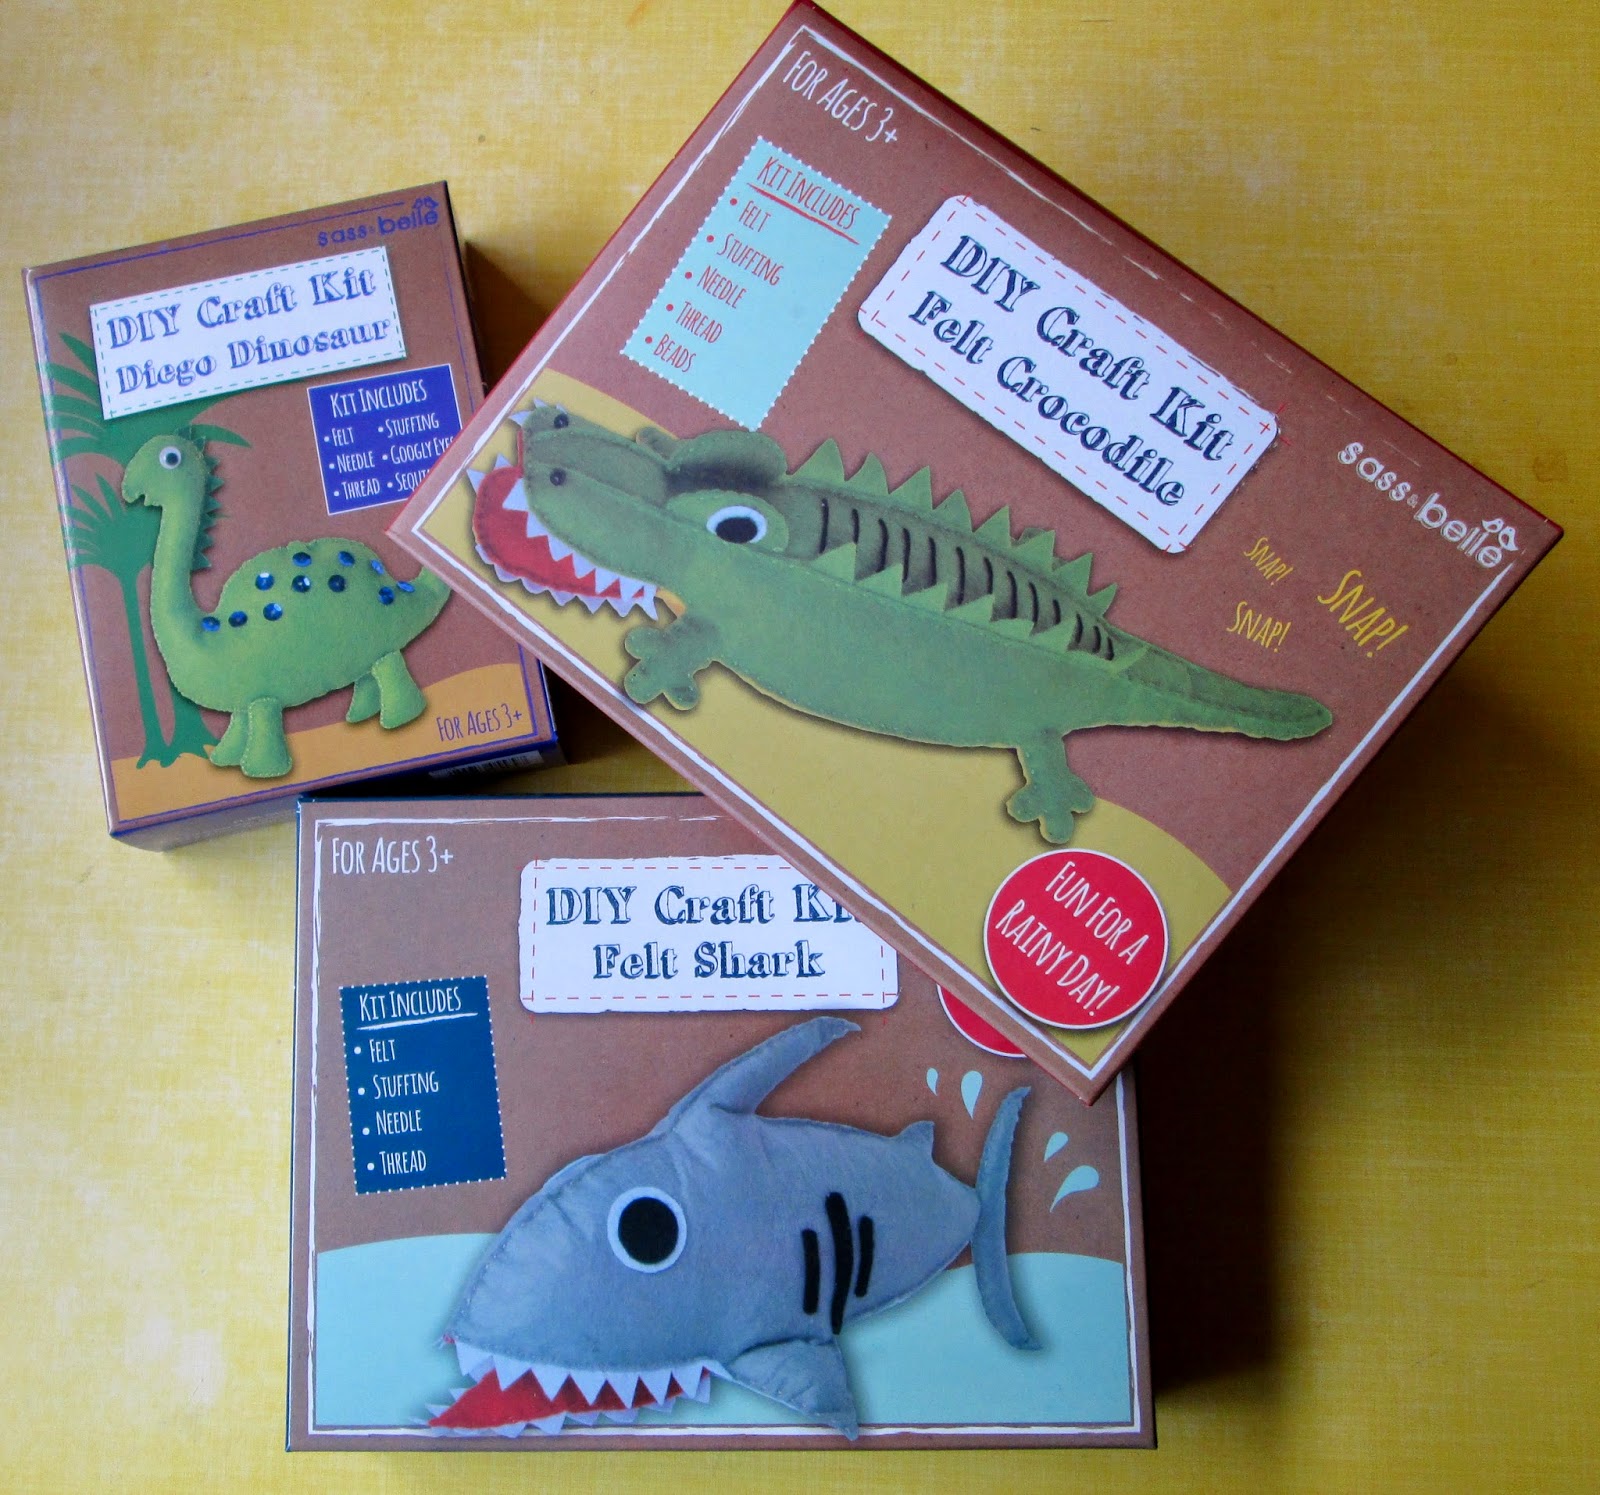 sass & belle
DIY Craft Kit
Diego Dinosaur
KIT INCLUDES
• FELT
• NEEDLE
• THREAD
• STUFFING
• GOOGLY
•
FOR AGES 3+
FOR AGES 3+
KIT INCLUDES
• FELT
• STUFFING
• NEEDLE
• THREAD
• BEADS
DIY Craft Kit
Felt Crocodile
sass & belle
SNAP!
SNAP!
SNAP!
FUN FOR A
RAINY DAY!
FOR AGES 3+
DIY Craft
Felt Shark
KIT INCLUDES
• FELT
• STUFFING
• NEEDLE
• THREAD